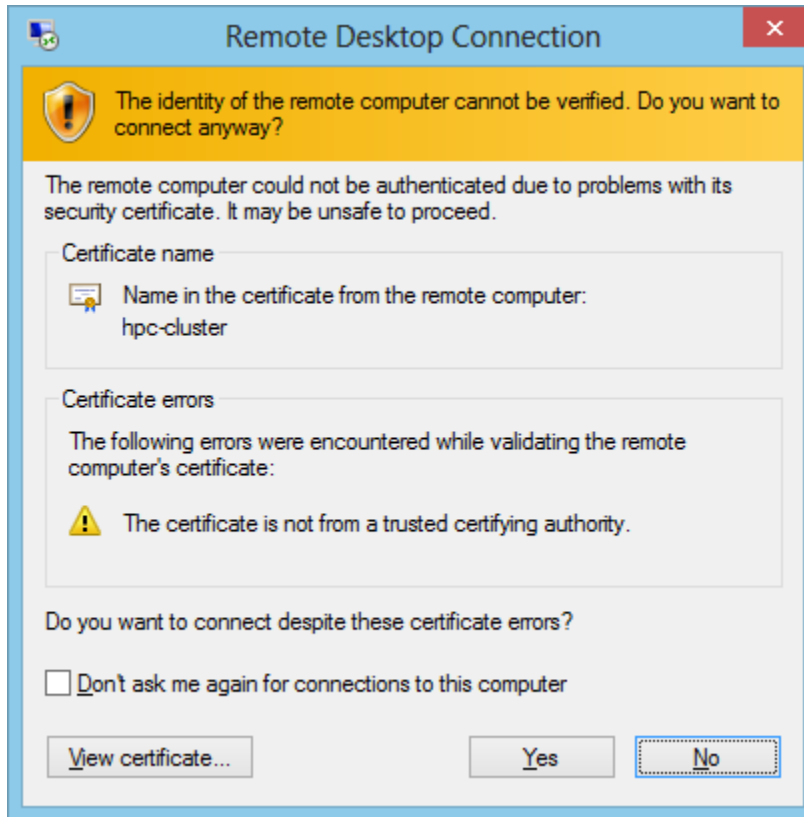 Remote Desktop Connection
The identity of the remote computer cannot be verified. Do you want to
connect anyway?
The remote computer could not be authenticated due to problems with its
security certificate. It may be unsafe to proceed.
Certificate name
Name in the certificate from the remote computer:
hpc-cluster
Certificate errors
The following errors were encountered while validating the remote
computer's certificate:
The certificate is not from a trusted certifying authority.
Do you want to connect despite these certificate errors?
Don't ask me again for connections to this computer
View certificate...
Yes
No